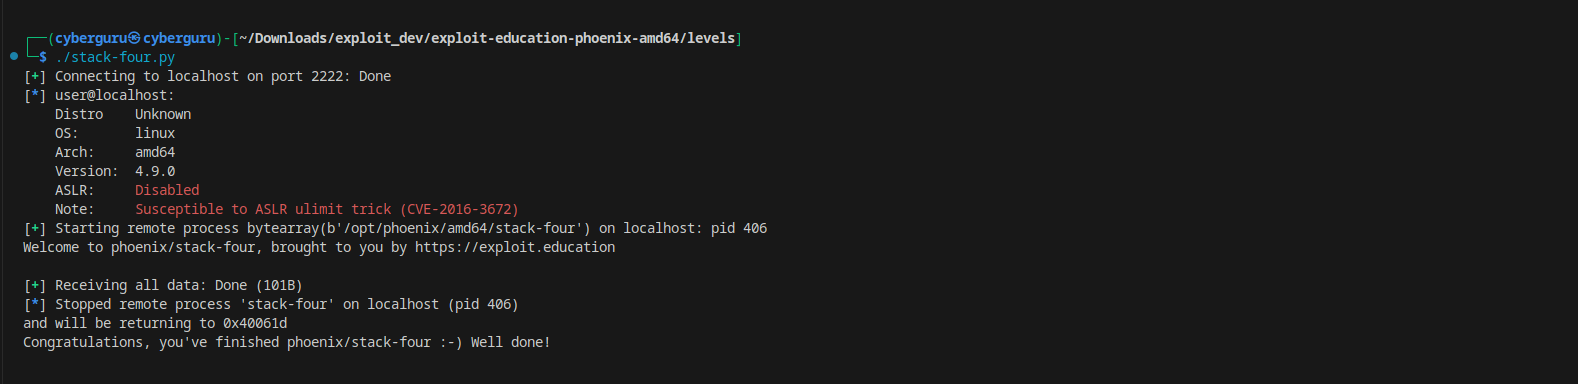 ┌──(cyberguru㉿cyberguru)-[~/Downloads/exploit_dev/exploit-education-phoenix-amd64/levels]
└─$ ./stack-four.py
[+] Connecting to localhost on port 2222: Done
[*] user@localhost:
    Distro    Unknown
    OS:       linux
    Arch:     amd64
    Version:  4.9.0
    ASLR:     Disabled
    Note:     Susceptible to ASLR ulimit trick (CVE-2016-3672)
[+] Starting remote process bytearray(b'/opt/phoenix/amd64/stack-four') on localhost: pid 406
Welcome to phoenix/stack-four, brought to you by https://exploit.education
[+] Receiving all data: Done (101B)
[*] Stopped remote process 'stack-four' on localhost (pid 406)
and will be returning to 0x40061d
Congratulations, you've finished phoenix/stack-four :-) Well done!